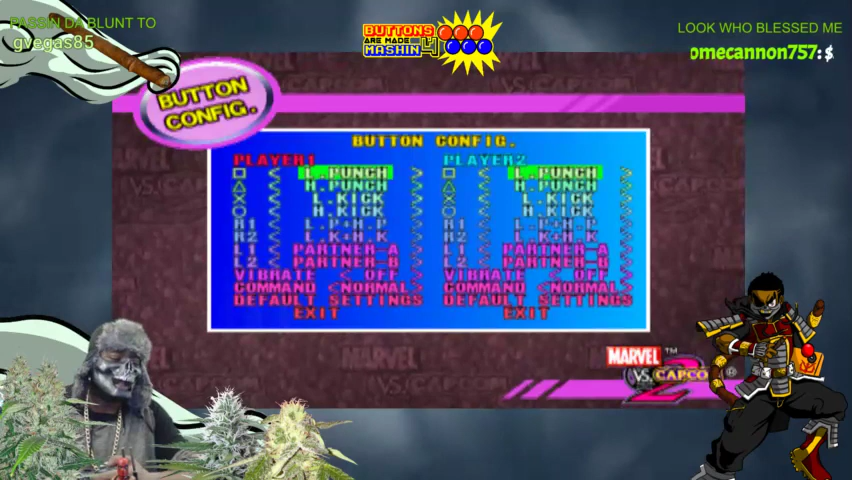 PASSIN DA BLUNT TO
gvegas85
BUTTONS
ARE MADE
MASHIN 4
LOOK WHO BLESSED ME
omecannon757: $
BUTTON
CONFIG.
BUTTON CONFIG.
PLAYER1 PLAYER2
□ < L.PUNCH > □ < L.PUNCH >
△ < H.PUNCH > △ < H.PUNCH >
✕ < L.KICK > ✕ < L.KICK >
○ < H.KICK > ○ < H.KICK >
R1 < L.P+H.P > R1 < L.P+H.P >
R2 < L.K+H.K > R2 < L.K+H.K >
L1 < PARTNER-A > L1 < PARTNER-A >
L2 < PARTNER-B > L2 < PARTNER-B >
VIBRATE < OFF > VIBRATE < OFF >
COMMAND <NORMAL> COMMAND <NORMAL>
DEFAULT SETTINGS DEFAULT SETTINGS
EXIT EXIT
MARVEL TM
VS. CAPCOM
2